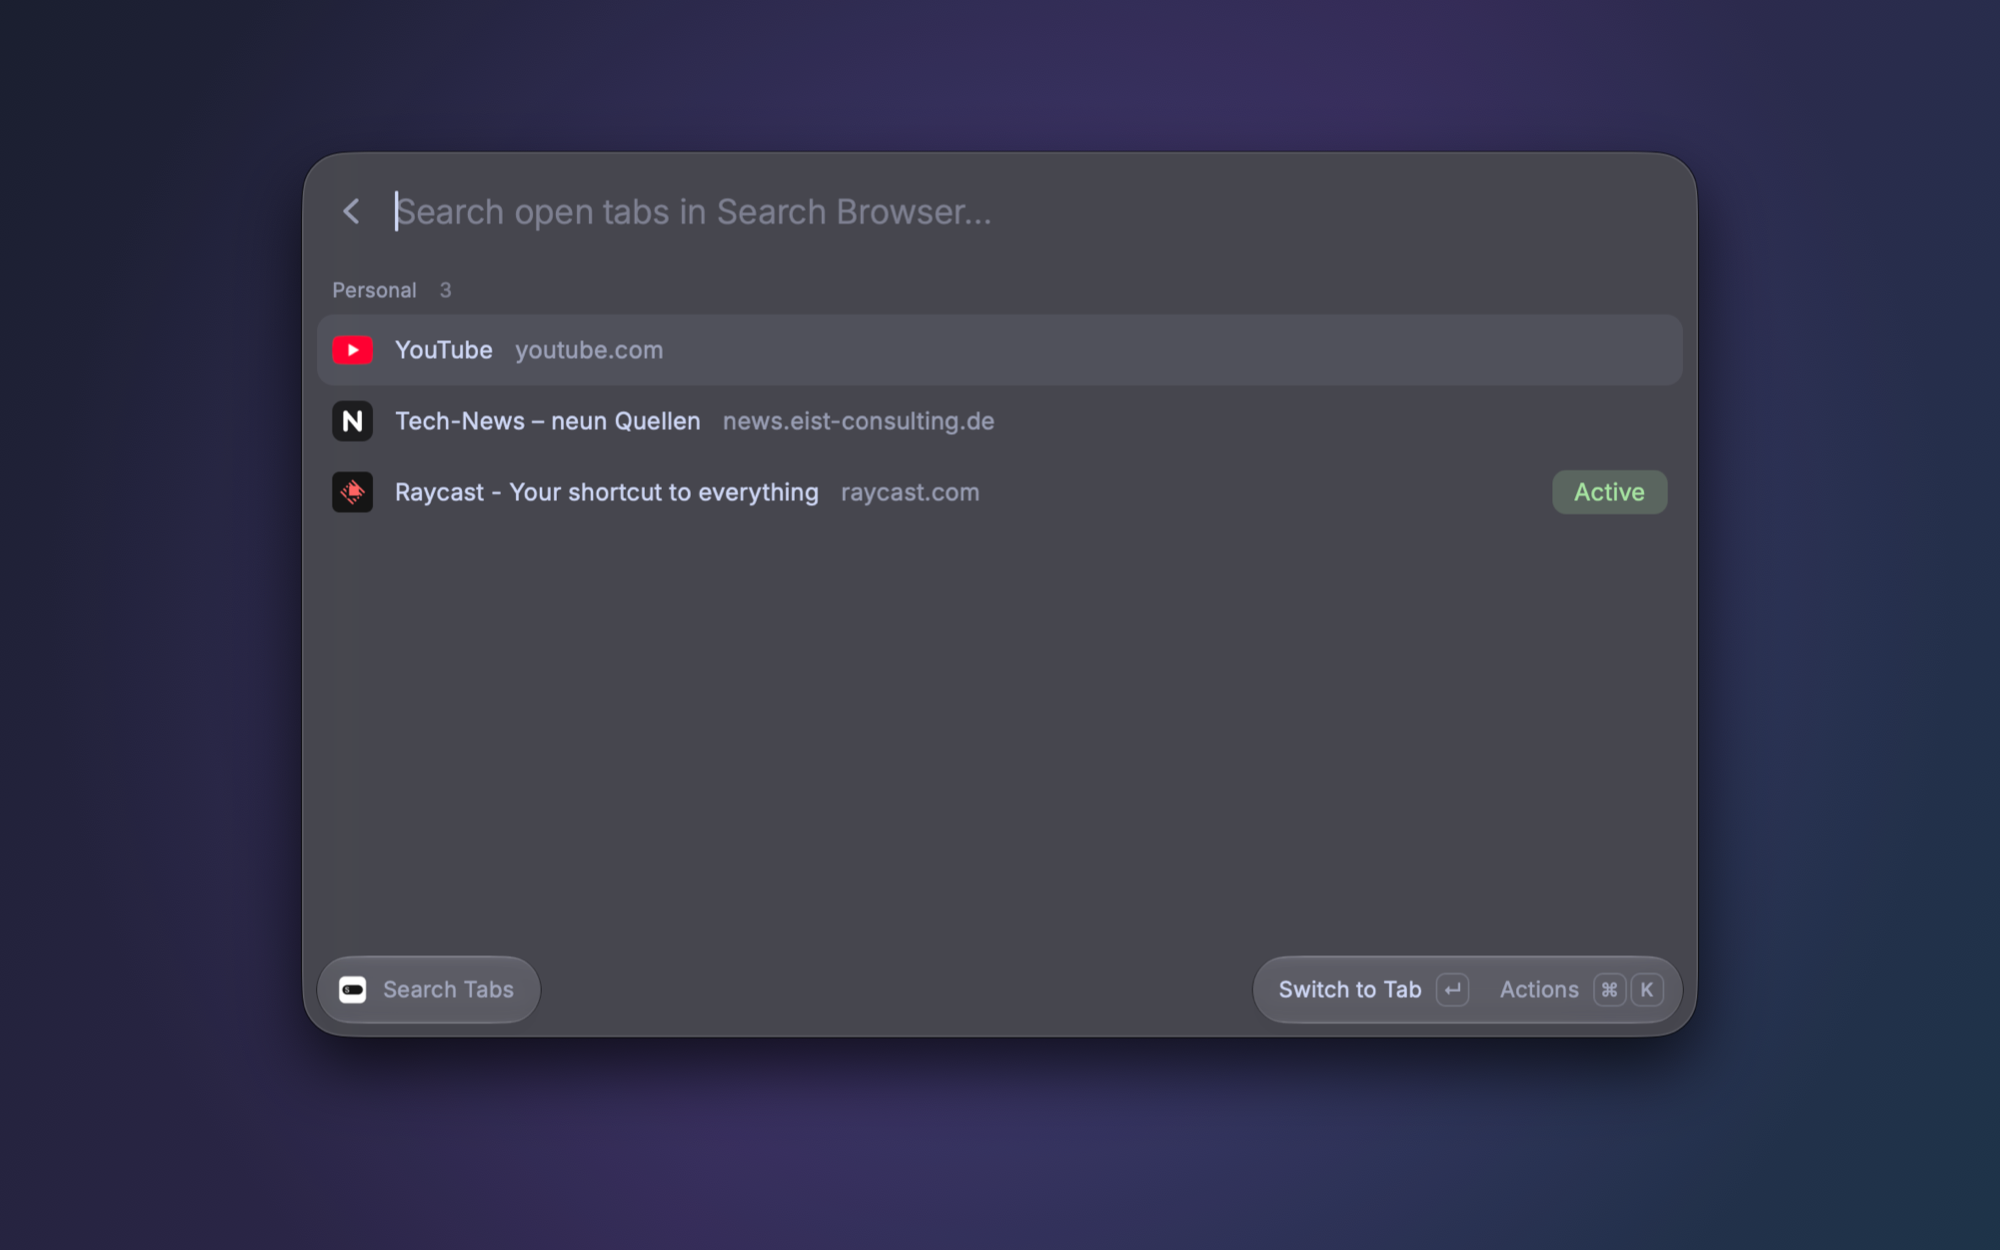 Search open tabs in Search Browser...
Personal 3
YouTube youtube.com
N Tech-News – neun Quellen news.eist-consulting.de
Raycast - Your shortcut to everything raycast.com Active
Search Tabs Switch to Tab ↵ Actions ⌘ K